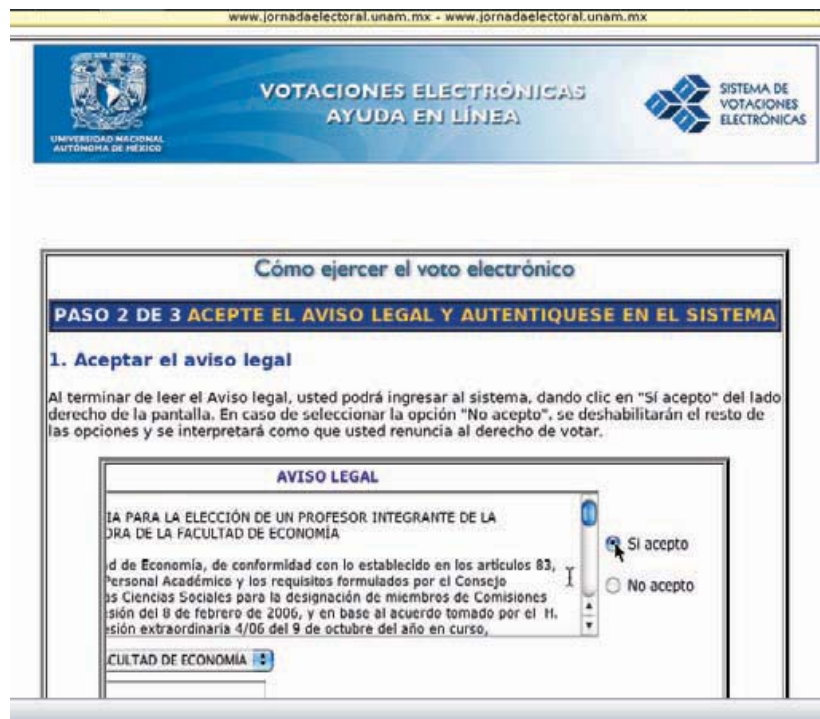 www.jornadaelectoral.unam.mx - www.jornadaelectoral.unam.mx
UNIVERSIDAD NACIONAL
AUTÓNOMA DE MÉXICO
VOTACIONES ELECTRÓNICAS
AYUDA EN LÍNEA
SISTEMA DE
VOTACIONES
ELECTRÓNICAS
Cómo ejercer el voto electrónico
PASO 2 DE 3 ACEPTE EL AVISO LEGAL Y AUTENTIQUESE EN EL SISTEMA
1. Aceptar el aviso legal
Al terminar de leer el Aviso legal, usted podrá ingresar al sistema, dando clic en "Sí acepto" del lado
derecho de la pantalla. En caso de seleccionar la opción "No acepto", se deshabilitarán el resto de
las opciones y se interpretará como que usted renuncia al derecho de votar.
AVISO LEGAL
IA PARA LA ELECCIÓN DE UN PROFESOR INTEGRANTE DE LA
ORA DE LA FACULTAD DE ECONOMÍA
d de Economía, de conformidad con lo establecido en los artículos 83,
Personal Académico y los requisitos formulados por el Consejo
as Ciencias Sociales para la designación de miembros de Comisiones
sión del 8 de febrero de 2006, y en base al acuerdo tomado por el H.
esión extraordinaria 4/06 del 9 de octubre del año en curso,
Si acepto
No acepto
CULTAD DE ECONOMÍA